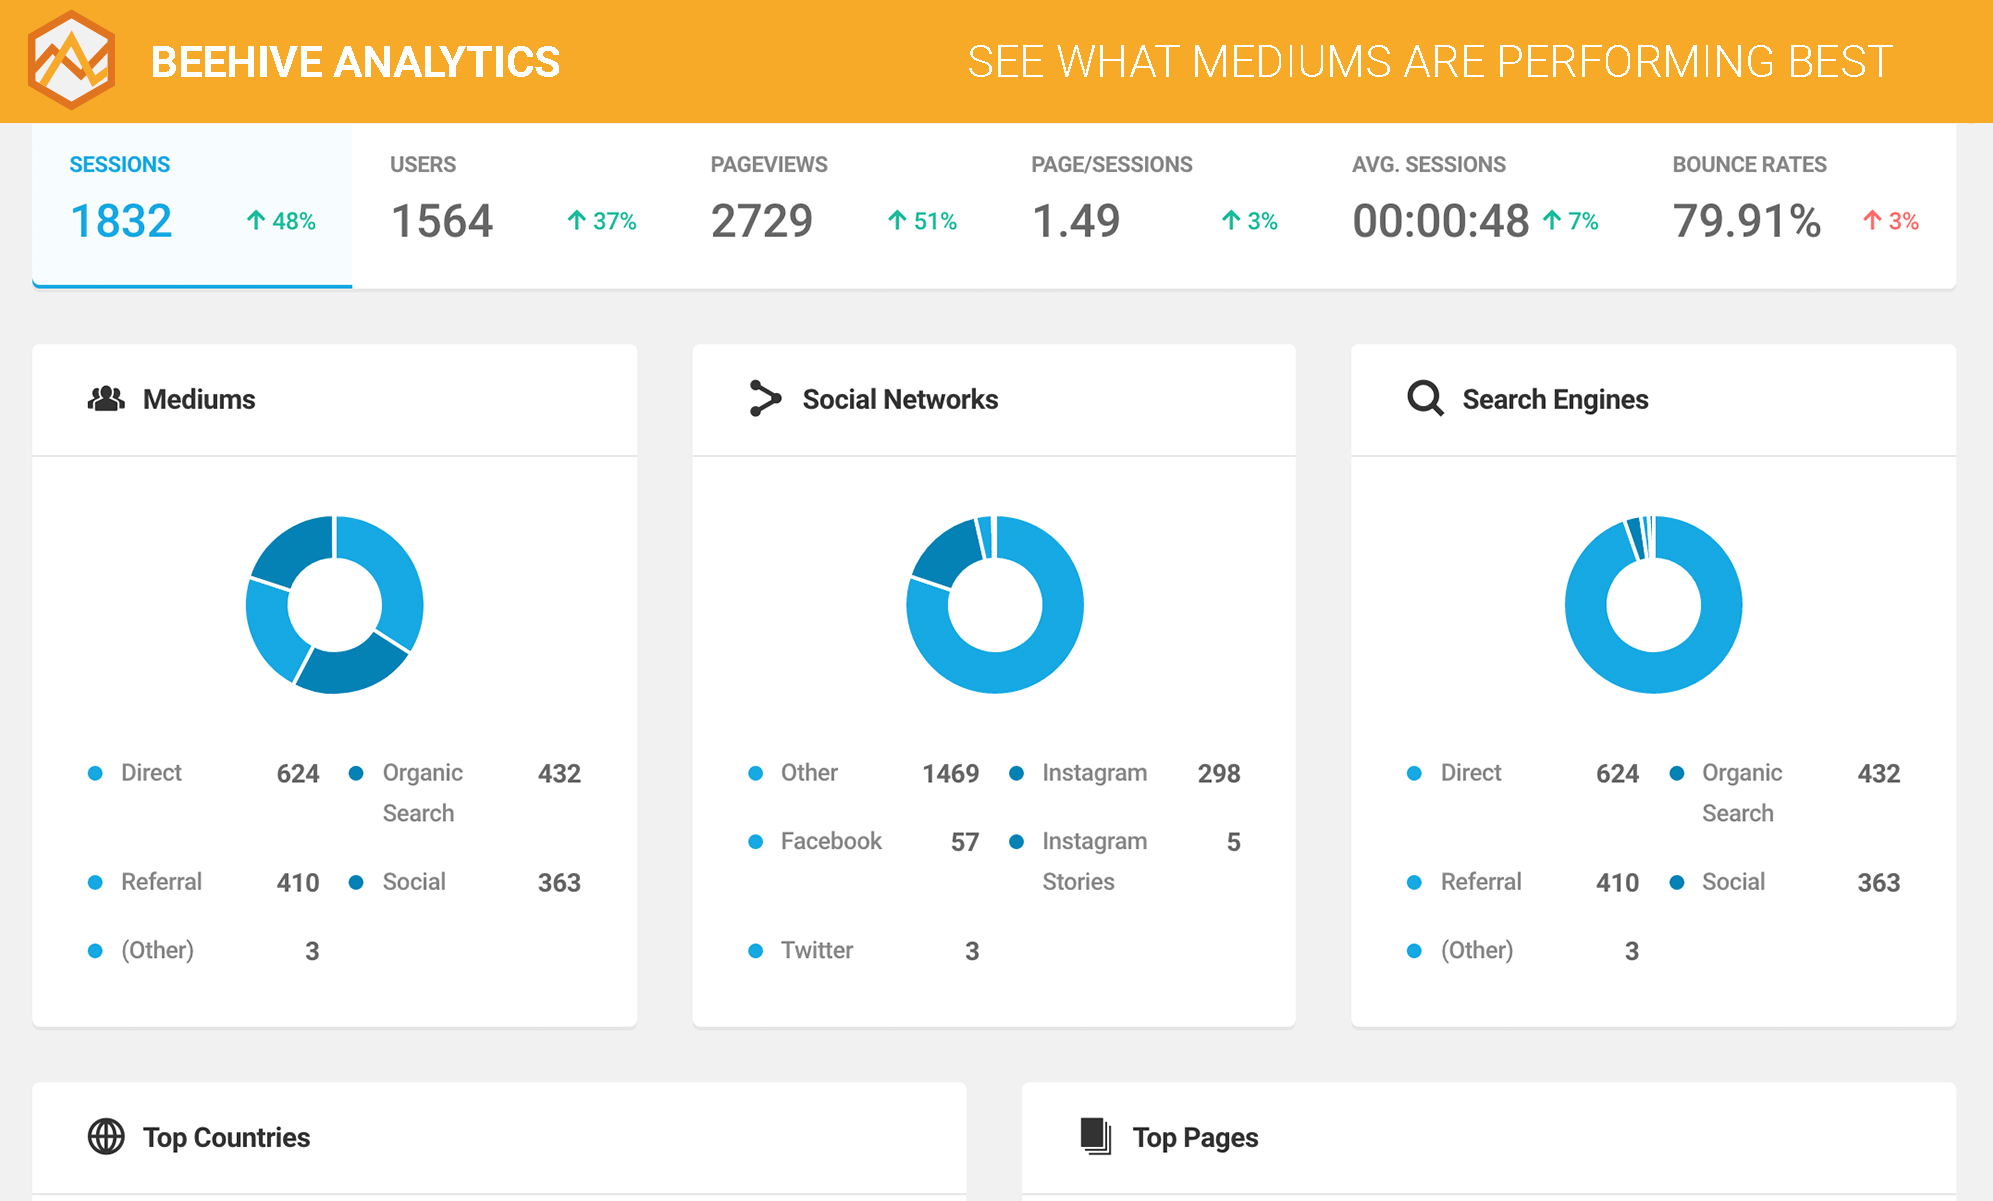 BEEHIVE ANALYTICS
SEE WHAT MEDIUMS ARE PERFORMING BEST
SESSIONS
1832 48%
USERS
1564 37%
PAGEVIEWS
2729 51%
PAGE/SESSIONS
1.49 3%
AVG. SESSIONS
00:00:48 7%
BOUNCE RATES
79.91% 3%
Mediums
Direct 624
Organic 432
Search
Referral 410
Social 363
(Other) 3
Social Networks
Other 1469
Instagram 298
Facebook 57
Instagram 5
Stories
Twitter 3
Search Engines
Direct 624
Organic 432
Search
Referral 410
Social 363
(Other) 3
Top Countries
Top Pages